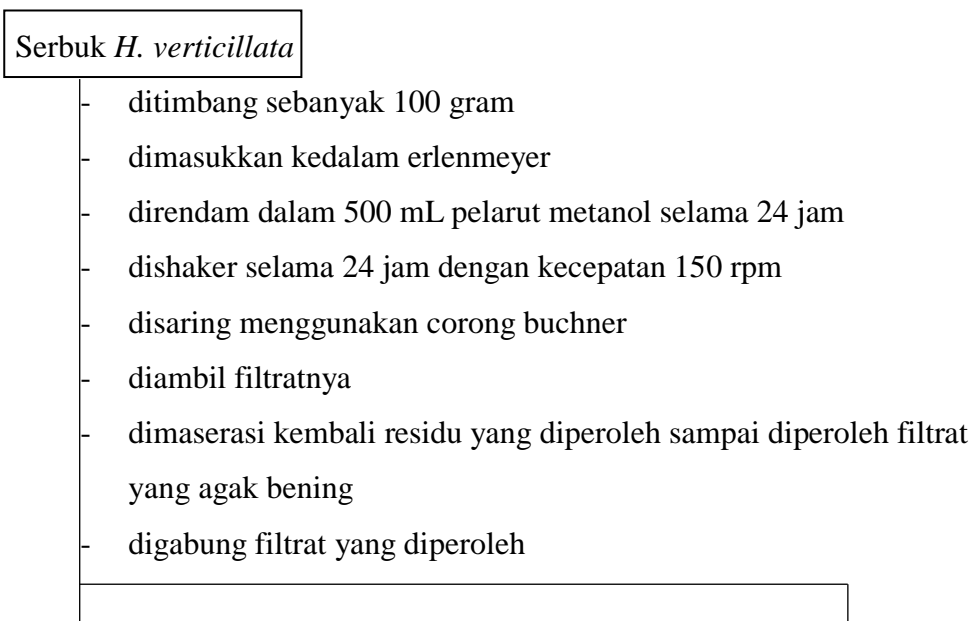 Serbuk H. verticillata
- ditimbang sebanyak 100 gram
- dimasukkan kedalam erlenmeyer
- direndam dalam 500 mL pelarut metanol selama 24 jam
- dishaker selama 24 jam dengan kecepatan 150 rpm
- disaring menggunakan corong buchner
- diambil filtratnya
- dimaserasi kembali residu yang diperoleh sampai diperoleh filtrat
yang agak bening
- digabung filtrat yang diperoleh